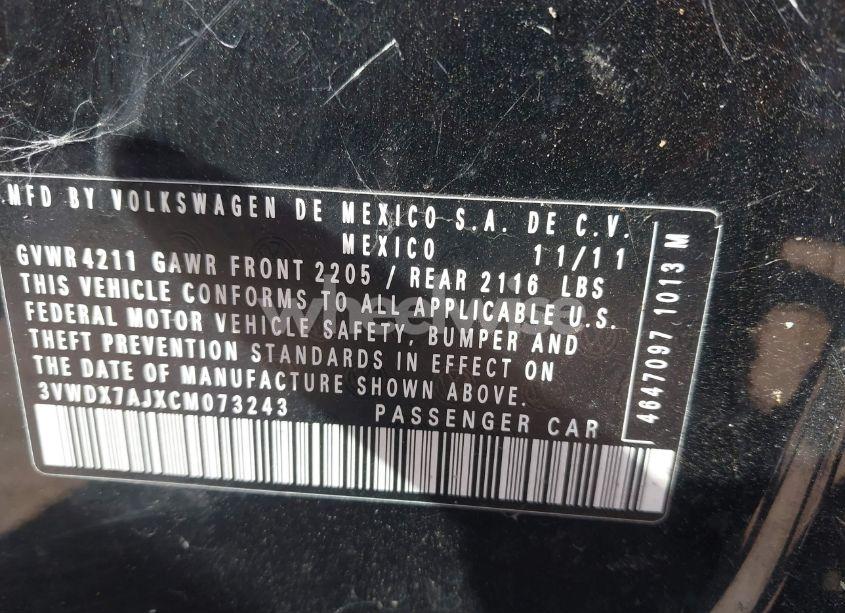 MFD BY VOLKSWAGEN DE MEXICO S.A. DE C.V.
MEXICO 11/11
GVWR 4211 GAWR FRONT 2205 / REAR 2116 LBS
THIS VEHICLE CONFORMS TO ALL APPLICABLE U.S.
FEDERAL MOTOR VEHICLE SAFETY, BUMPER AND
THEFT PREVENTION STANDARDS IN EFFECT ON
THE DATE OF MANUFACTURE SHOWN ABOVE.
3VWDX7AJXCM073243 PASSENGER CAR
4647097 1013 M
wheelwise